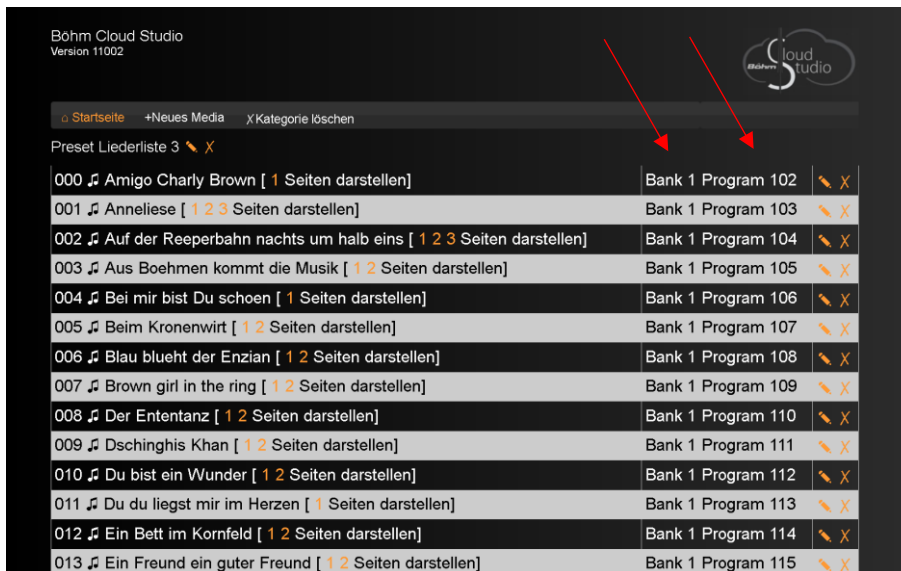 Böhm Cloud Studio
Version 11002
Böhm Cloud Studio
⌂ Startseite +Neues Media X Kategorie löschen
Preset Liederliste 3 ✎ X
000 ♫ Amigo Charly Brown [ 1 Seiten darstellen] Bank 1 Program 102 ✎ X
001 ♫ Anneliese [ 1 2 3 Seiten darstellen] Bank 1 Program 103 ✎ X
002 ♫ Auf der Reeperbahn nachts um halb eins [ 1 2 3 Seiten darstellen] Bank 1 Program 104 ✎ X
003 ♫ Aus Boehmen kommt die Musik [ 1 2 Seiten darstellen] Bank 1 Program 105 ✎ X
004 ♫ Bei mir bist Du schoen [ 1 Seiten darstellen] Bank 1 Program 106 ✎ X
005 ♫ Beim Kronenwirt [ 1 2 Seiten darstellen] Bank 1 Program 107 ✎ X
006 ♫ Blau blueht der Enzian [ 1 2 Seiten darstellen] Bank 1 Program 108 ✎ X
007 ♫ Brown girl in the ring [ 1 2 Seiten darstellen] Bank 1 Program 109 ✎ X
008 ♫ Der Ententanz [ 1 2 Seiten darstellen] Bank 1 Program 110 ✎ X
009 ♫ Dschinghis Khan [ 1 2 Seiten darstellen] Bank 1 Program 111 ✎ X
010 ♫ Du bist ein Wunder [ 1 2 Seiten darstellen] Bank 1 Program 112 ✎ X
011 ♫ Du du liegst mir im Herzen [ 1 Seiten darstellen] Bank 1 Program 113 ✎ X
012 ♫ Ein Bett im Kornfeld [ 1 2 Seiten darstellen] Bank 1 Program 114 ✎ X
013 ♫ Ein Freund ein guter Freund [ 1 2 Seiten darstellen] Bank 1 Program 115 ✎ X